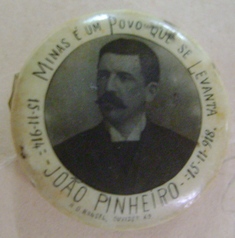 MINAS É UM POVO QUE SE LEVANTA
15-11-914
JOÃO PINHEIRO
15-11-918.